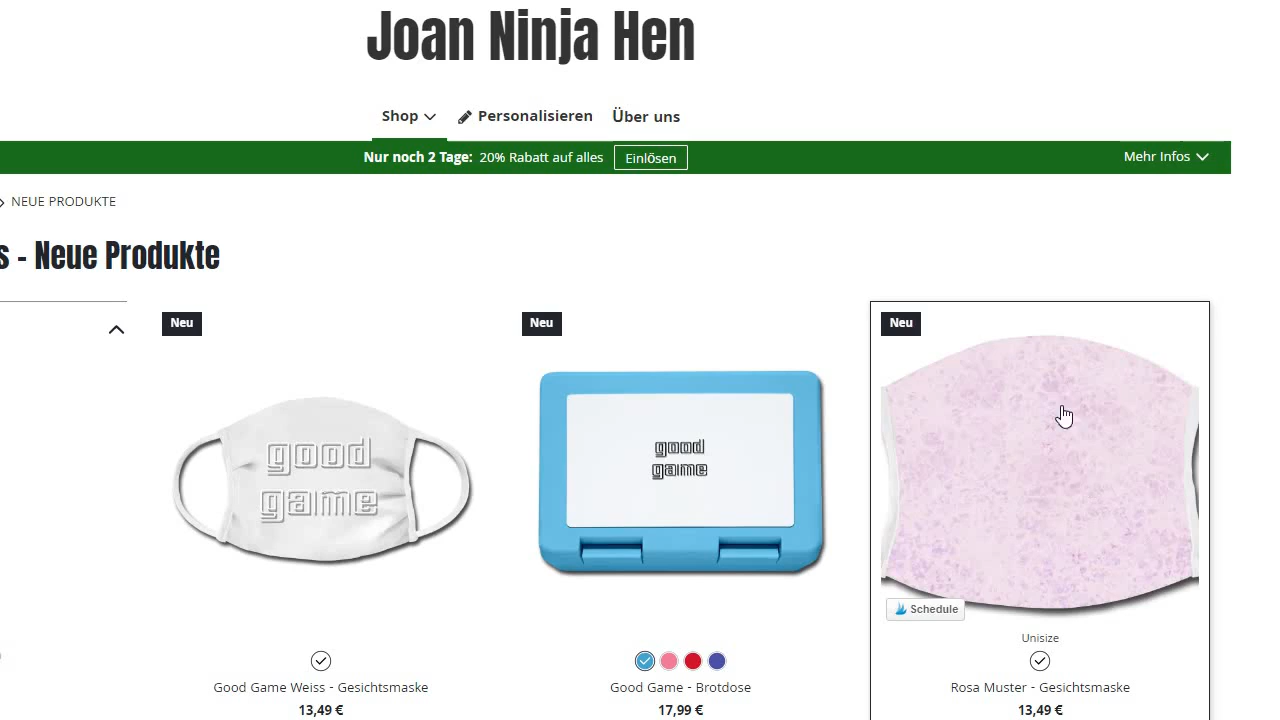 Joan Ninja Hen
Shop Personalisieren Über uns
Nur noch 2 Tage: 20% Rabatt auf alles Einlösen Mehr Infos
NEUE PRODUKTE
s - Neue Produkte
Neu Neu Neu
good
game
good
game
Schedule
Unisize
Good Game Weiss - Gesichtsmaske Good Game - Brotdose Rosa Muster - Gesichtsmaske
13,49 € 17,99 € 13,49 €